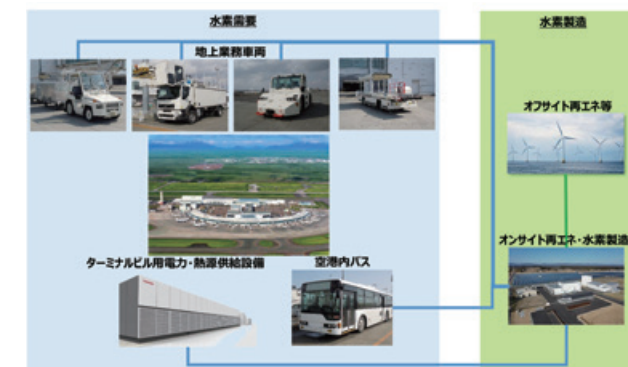 水素需要
水素製造
地上業務車両
オフサイト再エネ等
オンサイト再エネ・水素製造
ターミナルビル用電力・熱源供給設備
空港内バス